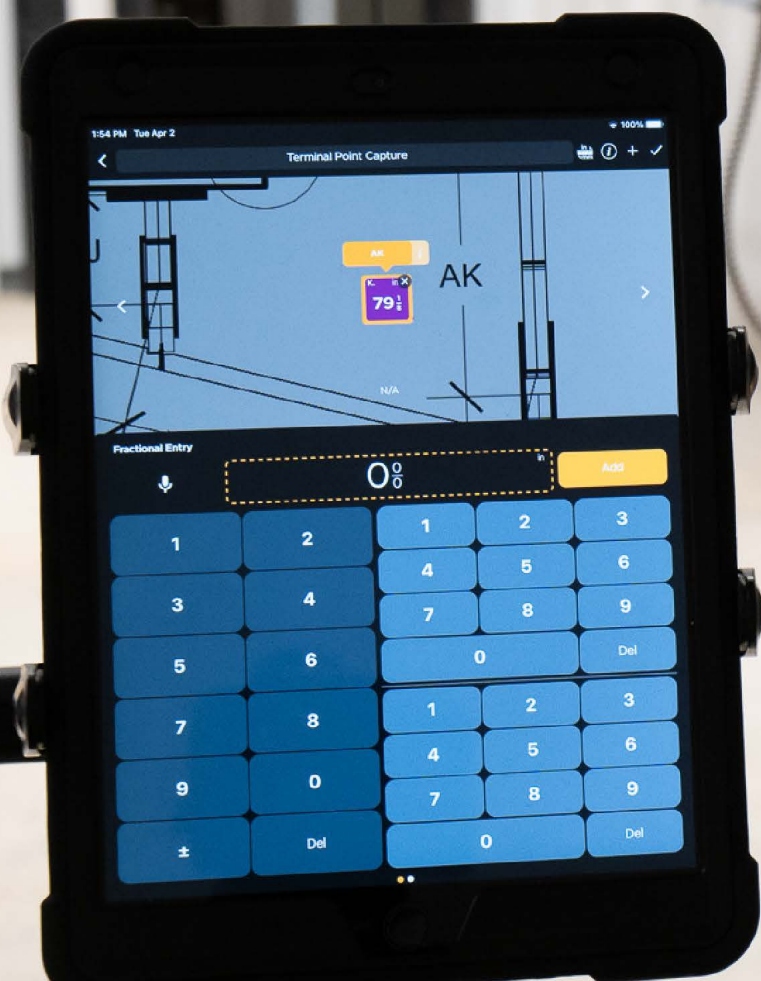 1:54 PM Tue Apr 2
100%
Terminal Point Capture
AK
K.. in
79
AK
N/A
Fractional Entry
in
0 0/0
Add
1 2
3 4
5 6
7 8
9 0
± Del
1 2 3
4 5 6
7 8 9
0 Del
1 2 3
4 5 6
7 8 9
0 Del